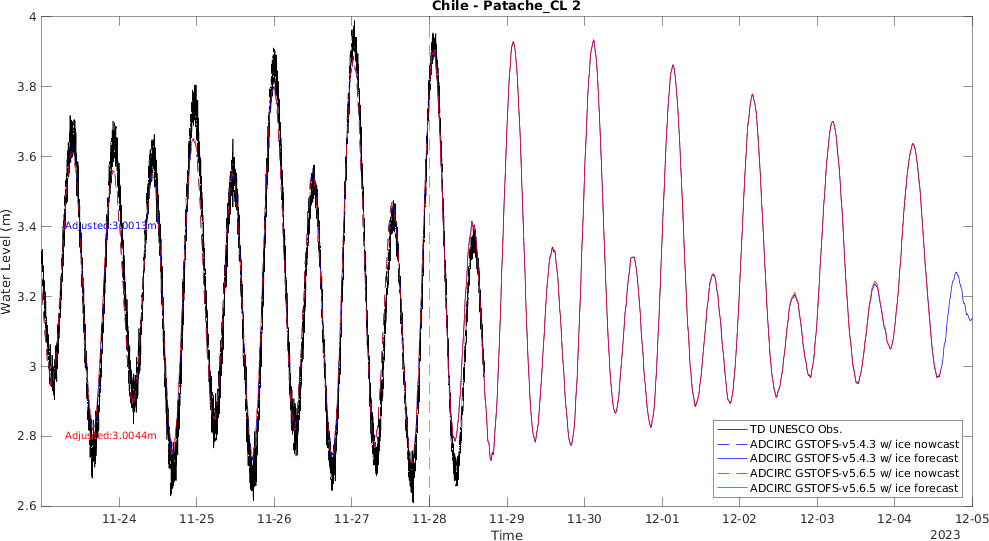 Chile - Patache_CL 2
4
3.8
3.6
3.4
3.2
3
2.8
2.6
Water Level (m)
Adjusted:3.0013m
Adjusted:3.0044m
TD UNESCO Obs.
ADCIRC GSTOFS-v5.4.3 w/ ice nowcast
ADCIRC GSTOFS-v5.4.3 w/ ice forecast
ADCIRC GSTOFS-v5.6.5 w/ ice nowcast
ADCIRC GSTOFS-v5.6.5 w/ ice forecast
11-24 11-25 11-26 11-27 11-28 11-29 11-30 12-01 12-02 12-03 12-04 12-05
Time
2023